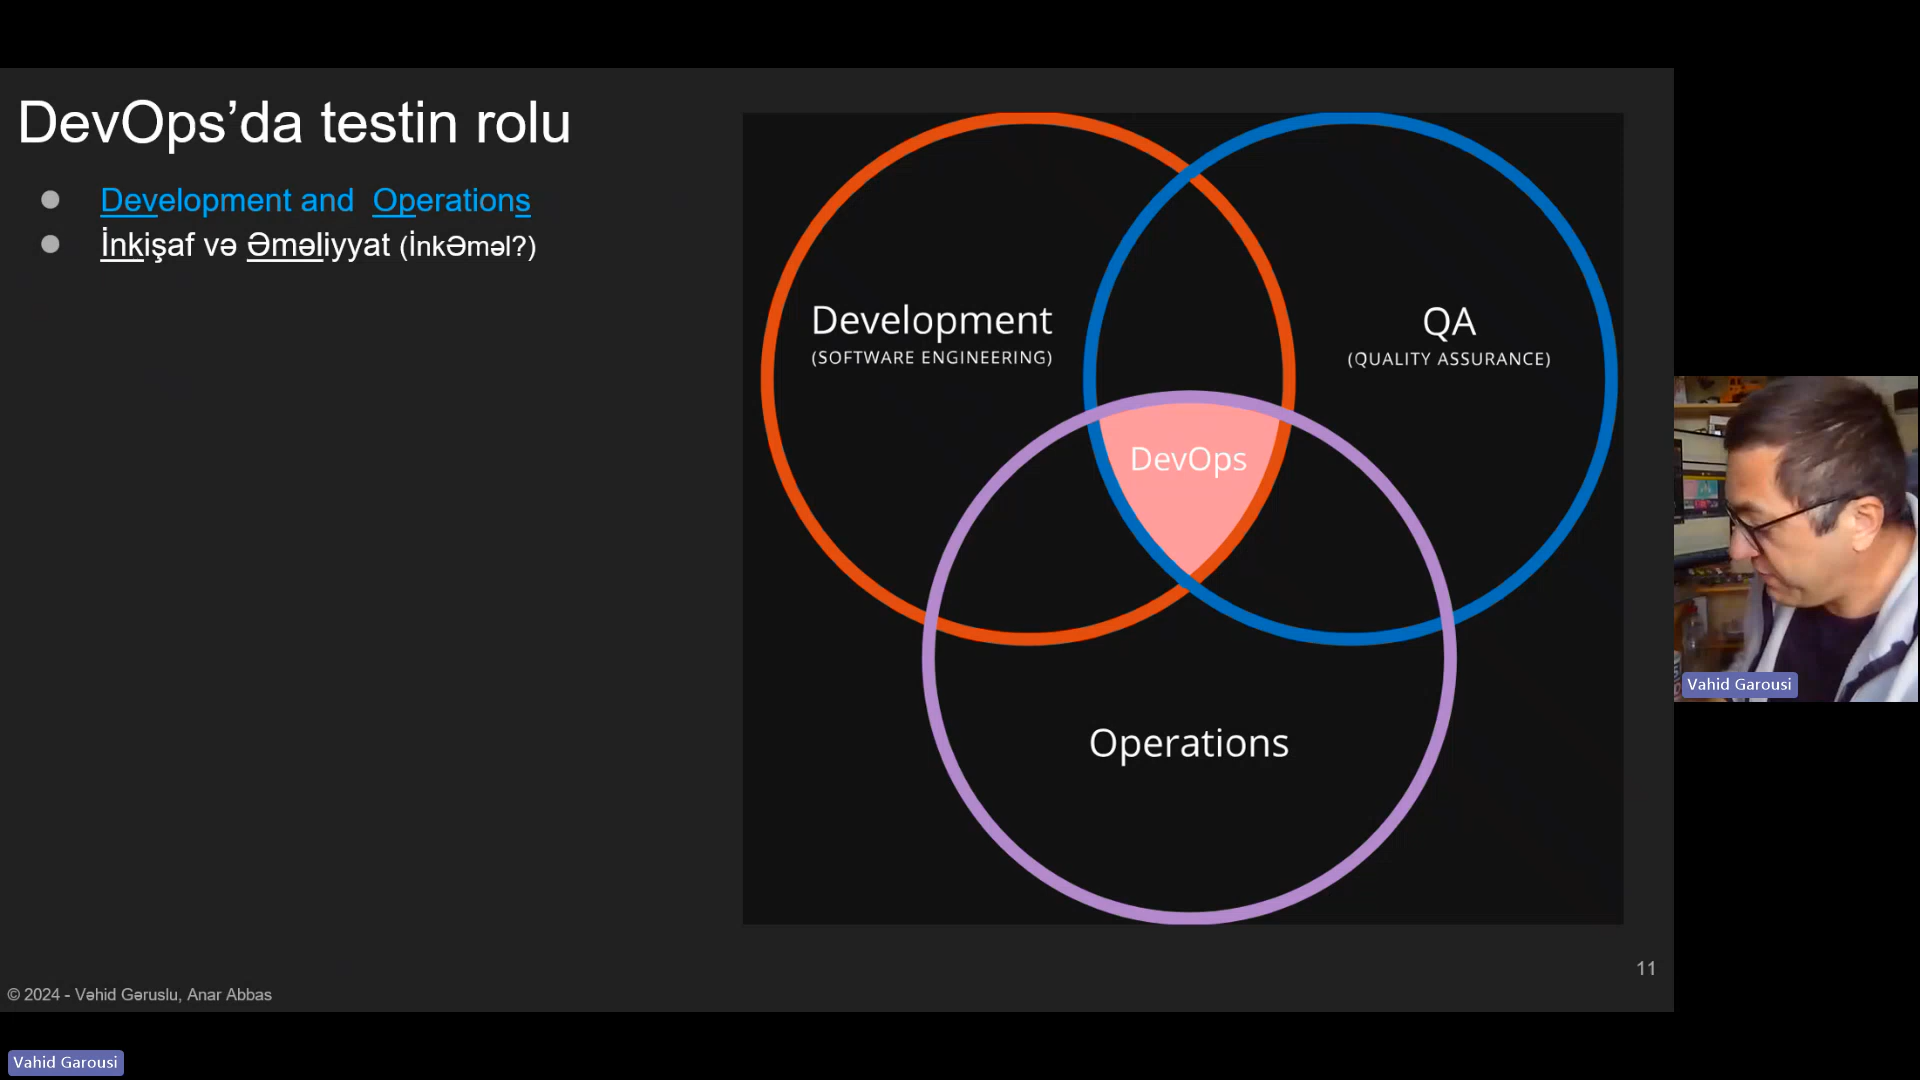 DevOps’da testin rolu
Development and Operations
İnkişaf və Əməliyyat (İnkƏməl?)
Development
(SOFTWARE ENGINEERING)
QA
(QUALITY ASSURANCE)
DevOps
Operations
Vahid Garousi
11
© 2024 - Vəhid Gəruslu, Anar Abbas
Vahid Garousi